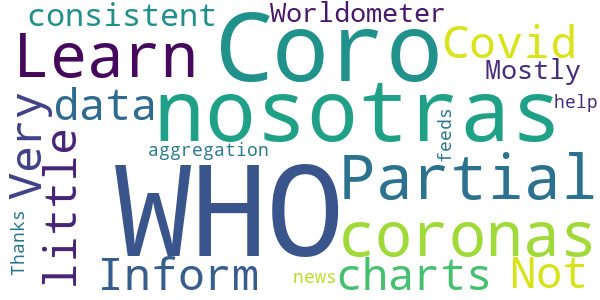 consistent
Worldometer
Coro
Learn
Covid
Mostly
data
nosotras
help
Very
little
feeds
aggregation
WHO
Partial
coronas
Thanks
Inform
news
charts
Not